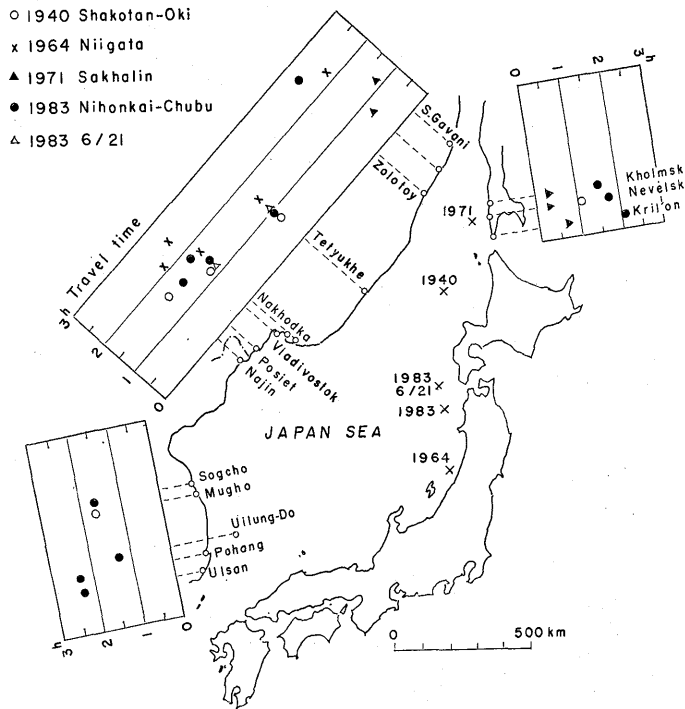 ○ 1940 Shakotan-Oki
x 1964 Niigata
▲ 1971 Sakhalin
● 1983 Nihonkai-Chubu
△ 1983 6/21
0
1
2
3h
Kholmsk
Nevelsk
Kril'on
S.Gavani
Zolotoy
Tetyukhe
Nakhodka
Vladivostok
Posiet
Najin
Travel time
3h
2
1
0
1971
1940
1983
6/21
1983
1964
JAPAN SEA
Sogcho
Mugho
Uilung-Do
Pohang
Ulsan
3h
2
1
0
0
500 km